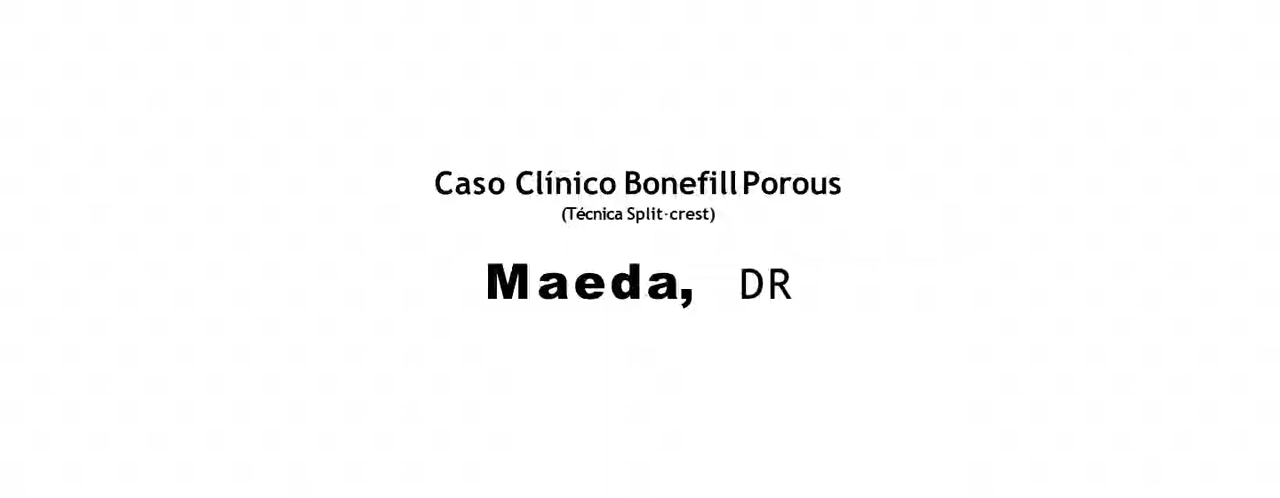 Caso Clínico Bonefill Porous
(Técnica Split-crest)
Maeda, DR